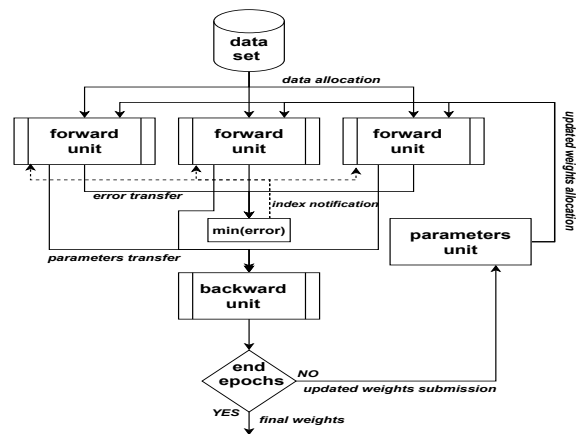 data
set
data allocation
forward
unit
forward
unit
forward
unit
updated weights allocation
error transfer
index notification
min(error)
parameters
unit
parameters transfer
backward
unit
end
epochs
NO
updated weights submission
YES
final weights